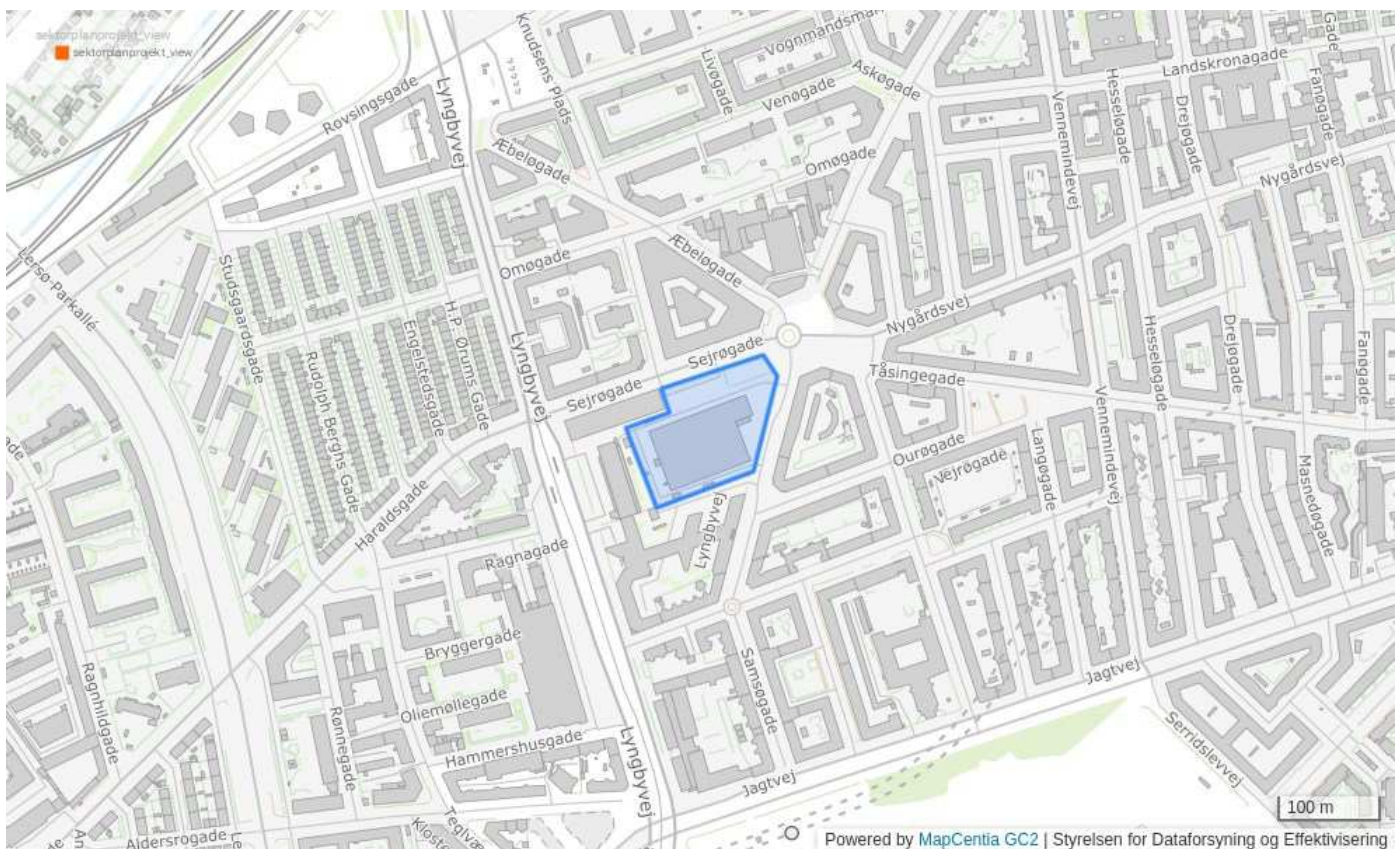 sektorplanprojekt_view
sektorplanprojekt_view
Knudsens Plads
Livøgade
Vognmandsmar
Askøgade
Venøgade
Landskronagade
Gade
Fanøgade
Hesseløgade
Drejøgade
Vennemindevej
Lyngbyvej
Rovsingsgade
Æbeløgade
Omøgade
Nygårdsvej
Lersø-Parkallé
Studsgaardsgade
Omøgade
Æbeløgade
H.P. Ørums Gade
Engelstedsgade
Rudolph Berghs Gade
Lyngbyvej
Sejrøgade
Sejrøgade
Nygårdsvej
Tåsingegade
Hesseløgade
Drejøgade
Fanøgade
Vennemindevej
Haraldsgade
Ourøgade
Vejrøgade
Langøgade
Masnedøgade
Lyngbyvej
Ragnagade
Bryggergade
Samsøgade
Jagtvej
Ragnhildgade
Rønnegade
Oliemøllegade
Hammershusgade
Lyngbyvej
Serridslevvej
Jagtvej
Aldersrogade
100 m
Powered by MapCentia GC2 | Styrelsen for Dataforsyning og Effektivisering